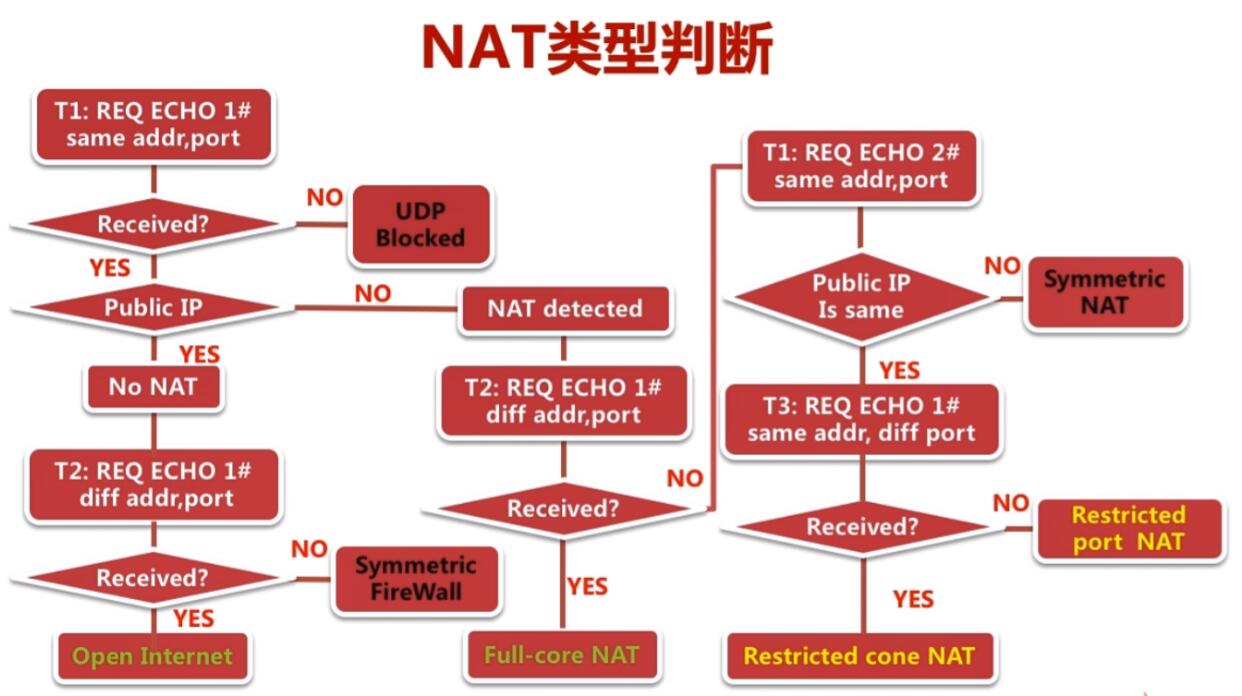 NAT类型判断
T1: REQ ECHO 1#
same addr,port
Received?
NO
UDP
Blocked
YES
Public IP
NO
NAT detected
YES
No NAT
T2: REQ ECHO 1#
diff addr,port
Received?
NO
Symmetric
FireWall
YES
Open Internet
T2: REQ ECHO 1#
diff addr,port
Received?
NO
YES
Full-core NAT
T1: REQ ECHO 2#
same addr,port
Public IP
Is same
NO
Symmetric
NAT
YES
T3: REQ ECHO 1#
same addr, diff port
Received?
NO
Restricted
port NAT
YES
Restricted cone NAT